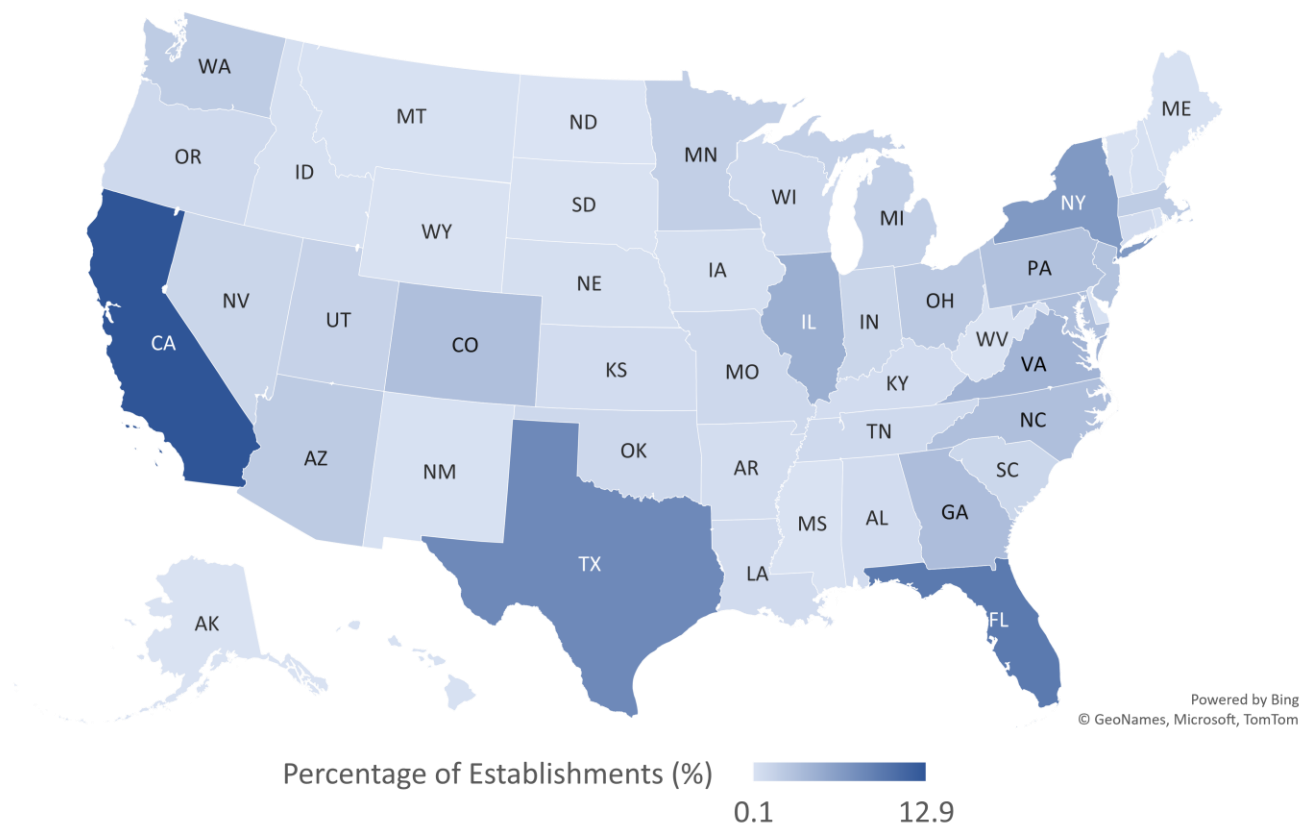 WA
MT
ND
ME
OR
ID
MN
SD
WI
NY
MI
WY
IA
PA
NE
NV
OH
UT
IL
IN
CA
CO
WV
VA
KS
MO
KY
NC
TN
OK
AZ
NM
AR
SC
GA
MS
AL
TX
LA
AK
FL
Powered by Bing
© GeoNames, Microsoft, TomTom
Percentage of Establishments (%)
0.1
12.9